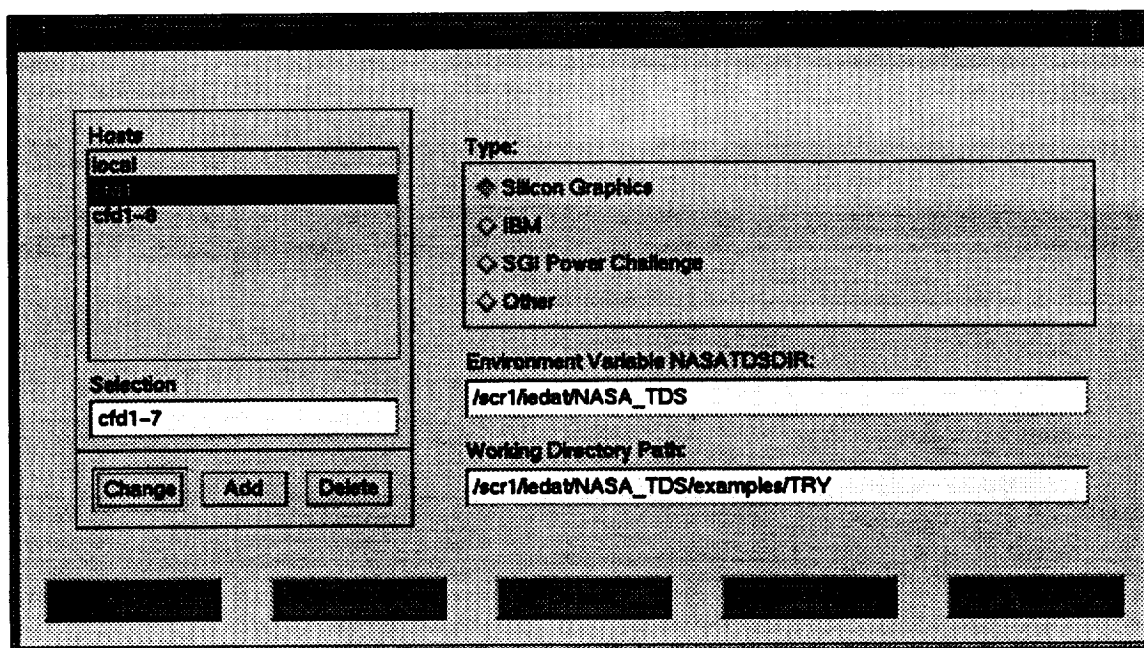 Hosts
local
cfd1-8
Selection
cfd1-7
Change
Add
Delete
Type:
Silicon Graphics
IBM
SGI Power Challenge
Other
Environment Variable NASATDSDIR:
/scr1/iedat/NASA_TDS
Working Directory Path:
/scr1/iedat/NASA_TDS/examples/TRY